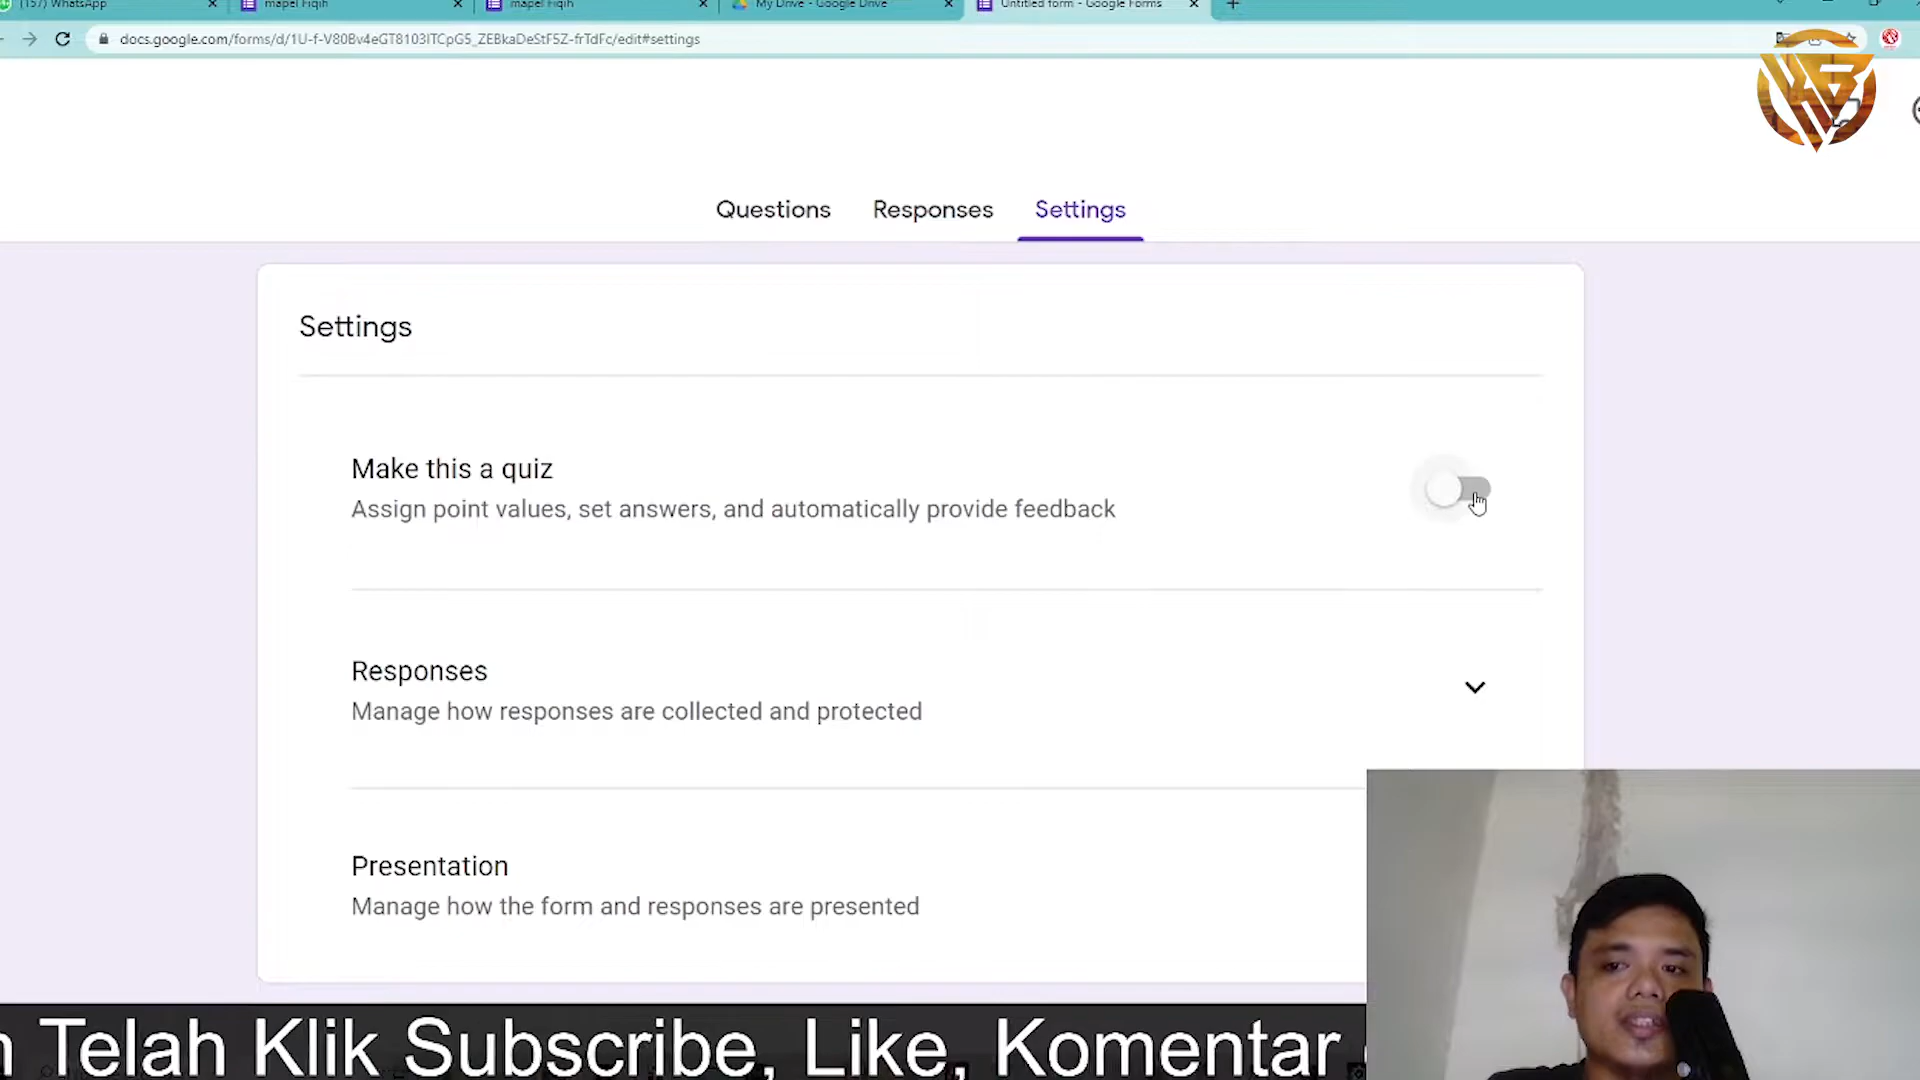 (157) WhatsApp
mapel Fiqih
mapel Fiqih
My Drive - Google Drive
Untitled form - Google Forms
docs.google.com/forms/d/1U-f-V80Bv4eGT8103ITCpG5_ZEBkaDeStF5Z-frTdFc/edit#settings
Questions
Responses
Settings
Settings
Make this a quiz
Assign point values, set answers, and automatically provide feedback
Responses
Manage how responses are collected and protected
Presentation
Manage how the form and responses are presented
Telah Klik Subscribe, Like, Komentar